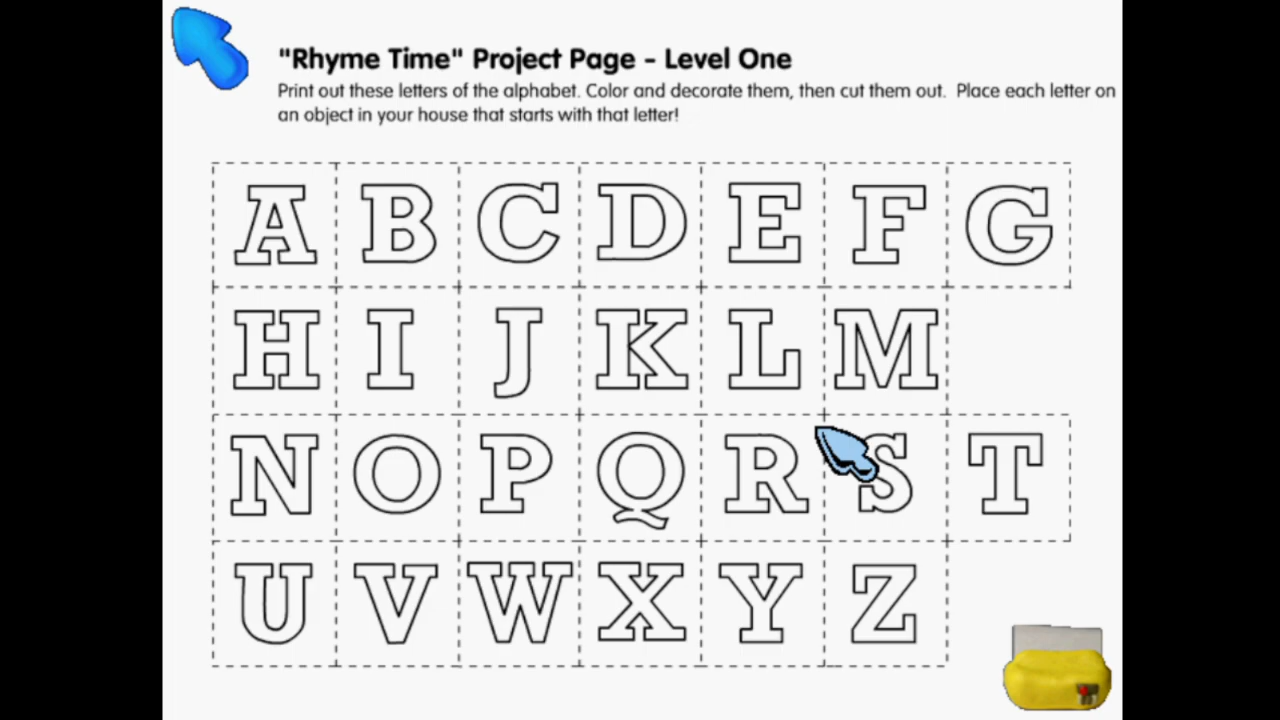 "Rhyme Time" Project Page - Level One
Print out these letters of the alphabet. Color and decorate them, then cut them out.  Place each letter on
an object in your house that starts with that letter!
A B C D E F G
H I J K L M
N O P Q R S T
U V W X Y Z